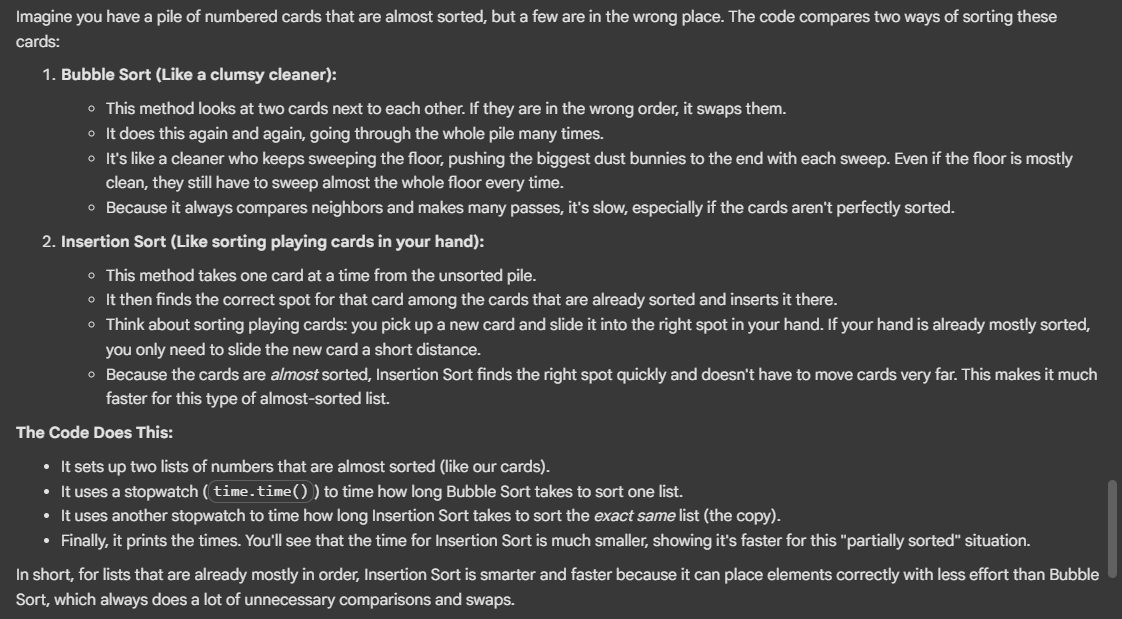 Imagine you have a pile of numbered cards that are almost sorted, but a few are in the wrong place. The code compares two ways of sorting these
cards:
1. Bubble Sort (Like a clumsy cleaner):
○ This method looks at two cards next to each other. If they are in the wrong order, it swaps them.
○ It does this again and again, going through the whole pile many times.
○ It's like a cleaner who keeps sweeping the floor, pushing the biggest dust bunnies to the end with each sweep. Even if the floor is mostly
clean, they still have to sweep almost the whole floor every time.
○ Because it always compares neighbors and makes many passes, it's slow, especially if the cards aren't perfectly sorted.
2. Insertion Sort (Like sorting playing cards in your hand):
○ This method takes one card at a time from the unsorted pile.
○ It then finds the correct spot for that card among the cards that are already sorted and inserts it there.
○ Think about sorting playing cards: you pick up a new card and slide it into the right spot in your hand. If your hand is already mostly sorted,
you only need to slide the new card a short distance.
○ Because the cards are almost sorted, Insertion Sort finds the right spot quickly and doesn't have to move cards very far. This makes it much
faster for this type of almost-sorted list.
The Code Does This:
• It sets up two lists of numbers that are almost sorted (like our cards).
• It uses a stopwatch (time.time()) to time how long Bubble Sort takes to sort one list.
• It uses another stopwatch to time how long Insertion Sort takes to sort the exact same list (the copy).
• Finally, it prints the times. You'll see that the time for Insertion Sort is much smaller, showing it's faster for this "partially sorted" situation.
In short, for lists that are already mostly in order, Insertion Sort is smarter and faster because it can place elements correctly with less effort than Bubble
Sort, which always does a lot of unnecessary comparisons and swaps.